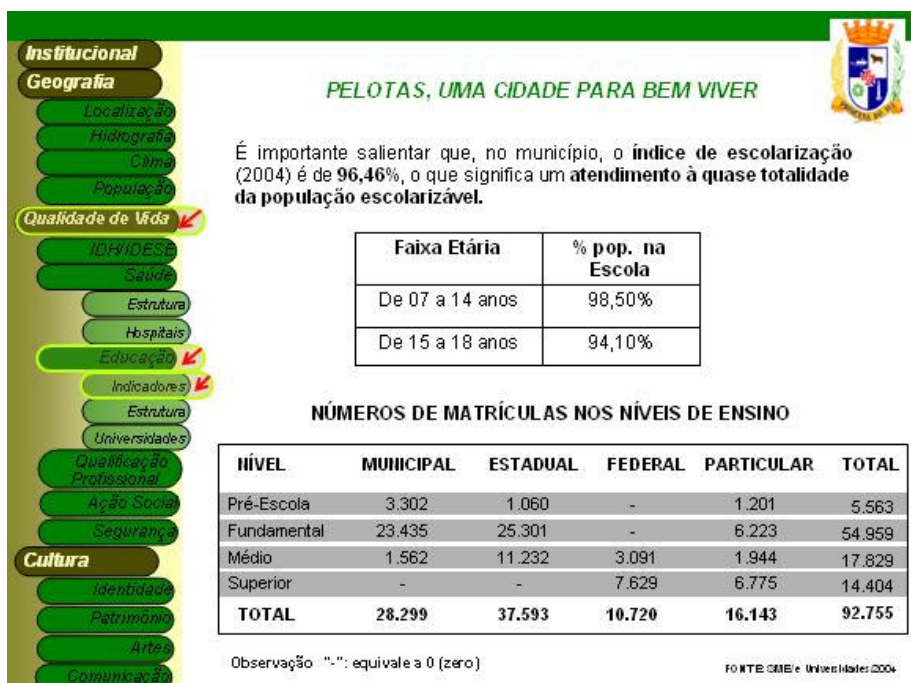 Institucional
Geografia
Localização
Hidrografia
Clima
População
Qualidade de Vida
IDH/IDESE
Saúde
Estrutura
Hospitais
Educação
Indicadores
Estrutura
Universidades
Qualificação
Profissional
Ação Social
Segurança
Cultura
Identidade
Patrimônio
Artes
Comunicação
PELOTAS, UMA CIDADE PARA BEM VIVER
É importante salientar que, no município, o índice de escolarização
(2004) é de 96,46%, o que significa um atendimento à quase totalidade
da população escolarizável.
Faixa Etária % pop. na
Escola
De 07 a 14 anos 98,50%
De 15 a 18 anos 94,10%
NÚMEROS DE MATRÍCULAS NOS NÍVEIS DE ENSINO
NÍVEL MUNICIPAL ESTADUAL FEDERAL PARTICULAR TOTAL
Pré-Escola 3.302 1.060 - 1.201 5.563
Fundamental 23.435 25.301 - 6.223 54.959
Médio 1.562 11.232 3.091 1.944 17.829
Superior - - 7.629 6.775 14.404
TOTAL 28.299 37.593 10.720 16.143 92.755
Observação "-": equivale a 0 (zero)
FONTE: SME/e Universidades/2004